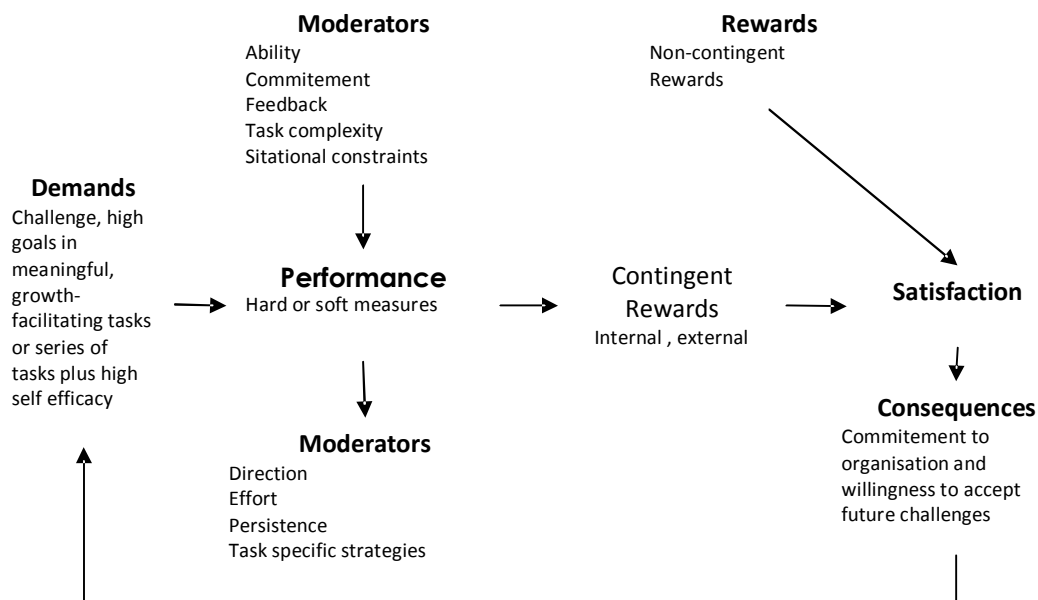 Moderators
Ability
Commitement
Feedback
Task complexity
Sitational constraints
Rewards
Non-contingent
Rewards
Demands
Challenge, high
goals in
meaningful,
growth-
facilitating tasks
or series of
tasks plus high
self efficacy
Performance
Hard or soft measures
Contingent
Rewards
Internal , external
Satisfaction
Moderators
Direction
Effort
Persistence
Task specific strategies
Consequences
Commitement to
organisation and
willingness to accept
future challenges